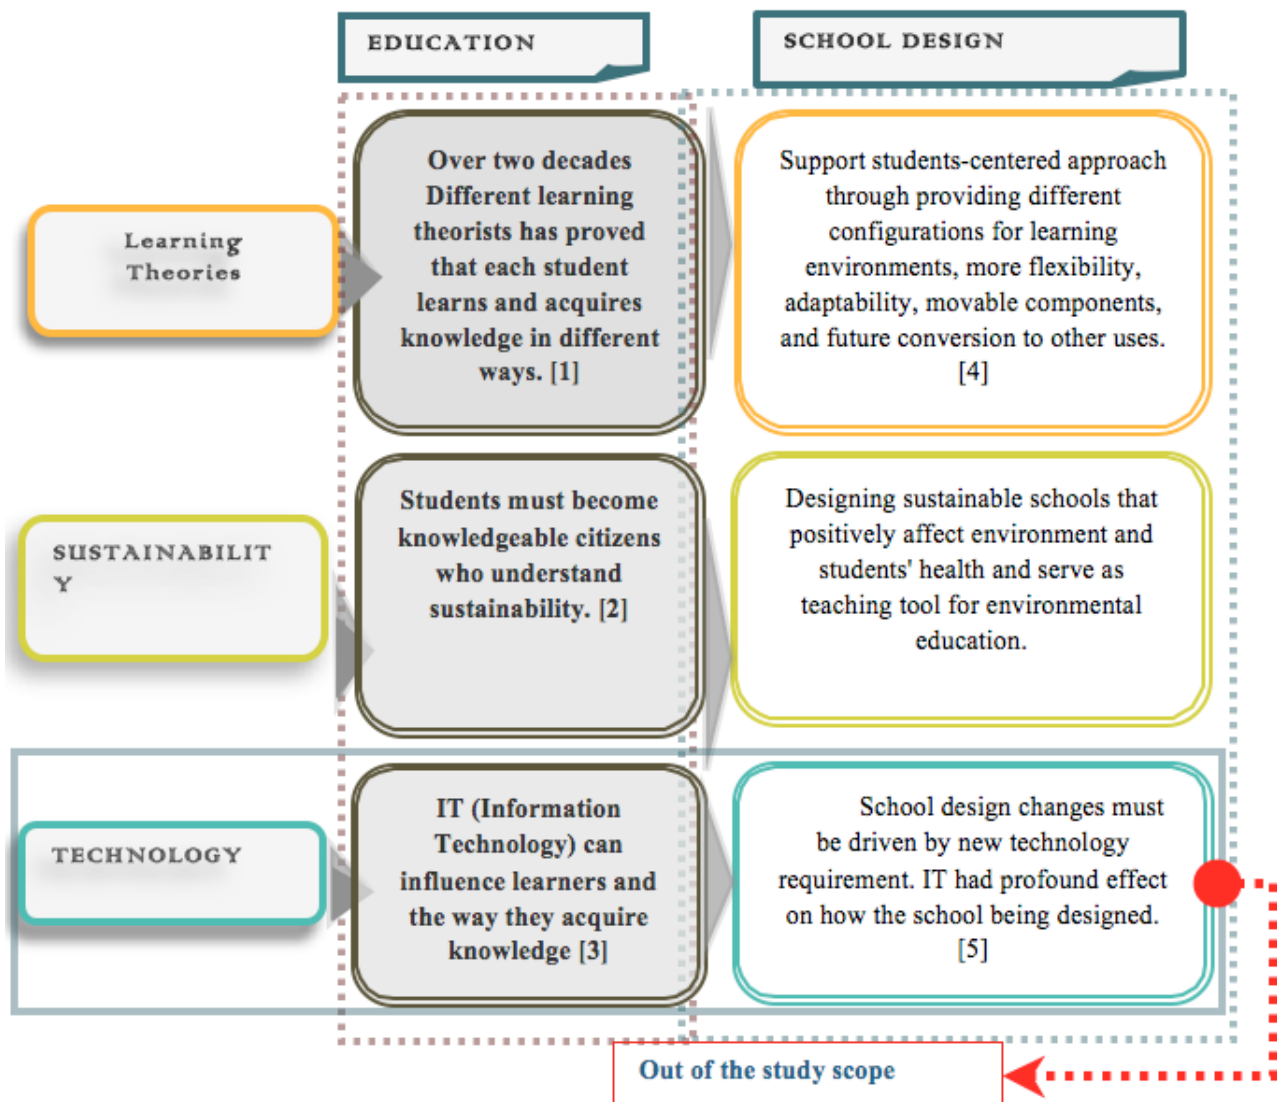 EDUCATION
SCHOOL DESIGN
Learning
Theories
Over two decades
Different learning
theorists has proved
that each student
learns and acquires
knowledge in different
ways. [1]
Support students-centered approach
through providing different
configurations for learning
environments, more flexibility,
adaptability, movable components,
and future conversion to other uses.
[4]
SUSTAINABILIT
Y
Students must become
knowledgeable citizens
who understand
sustainability. [2]
Designing sustainable schools that
positively affect environment and
students' health and serve as
teaching tool for environmental
education.
TECHNOLOGY
IT (Information
Technology) can
influence learners and
the way they acquire
knowledge [3]
School design changes must
be driven by new technology
requirement. IT had profound effect
on how the school being designed.
[5]
Out of the study scope